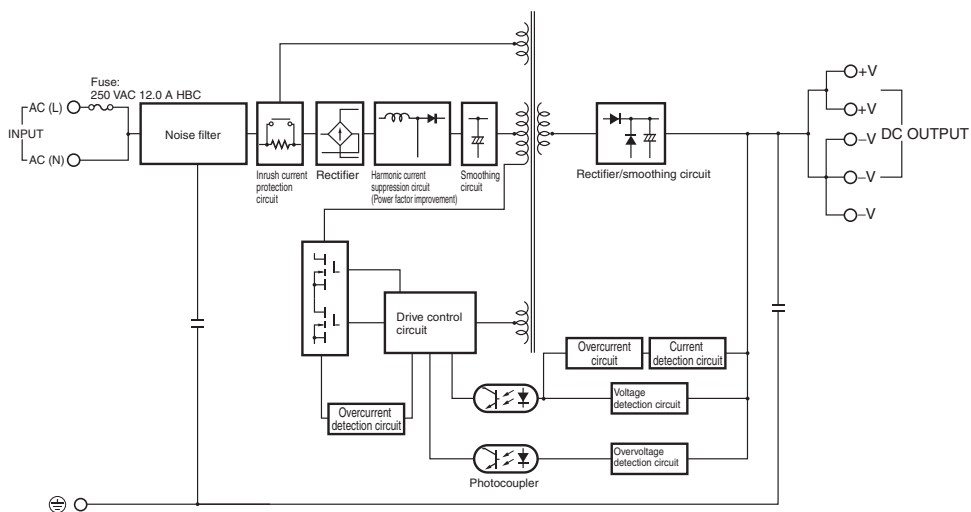 Fuse:
250 VAC 12.0 A HBC
AC (L)
INPUT
AC (N)
Noise filter
Inrush current
protection
circuit
Rectifier
Harmonic current
suppression circuit
(Power factor improvement)
Smoothing
circuit
Rectifier/smoothing circuit
+V
+V
−V
−V
−V
DC OUTPUT
Drive control
circuit
Overcurrent
detection circuit
Overcurrent
circuit
Current
detection circuit
Voltage
detection circuit
Overvoltage
detection circuit
Photocoupler